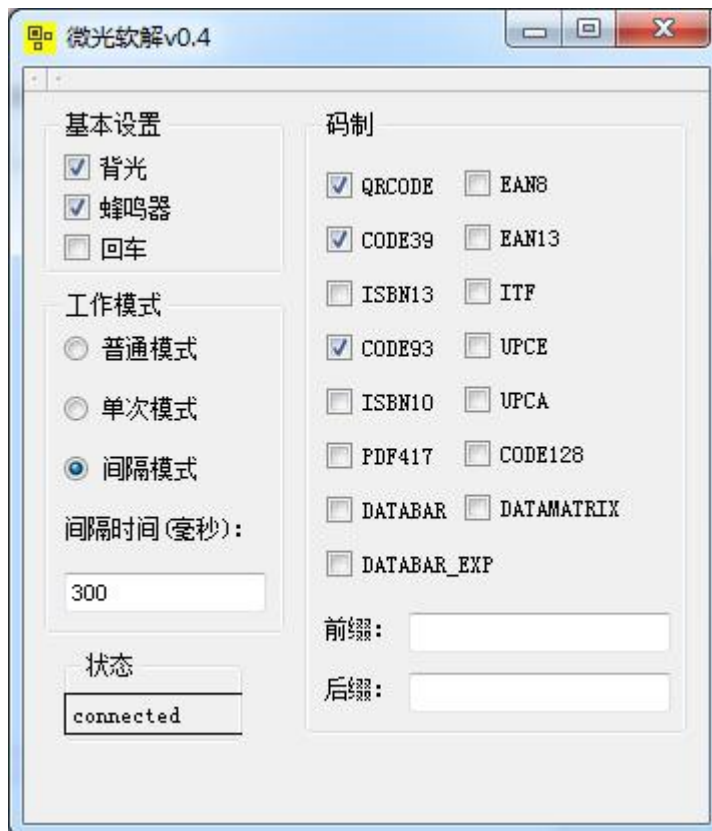 微光软解v0.4
基本设置
背光
蜂鸣器
回车
工作模式
普通模式
单次模式
间隔模式
间隔时间(毫秒):
300
状态
connected
码制
QRCODE EAN8
CODE39 EAN13
ISBN13 ITF
CODE93 UPCE
ISBN10 UPCA
PDF417 CODE128
DATABAR DATAMATRIX
DATABAR_EXP
前缀:
后缀: